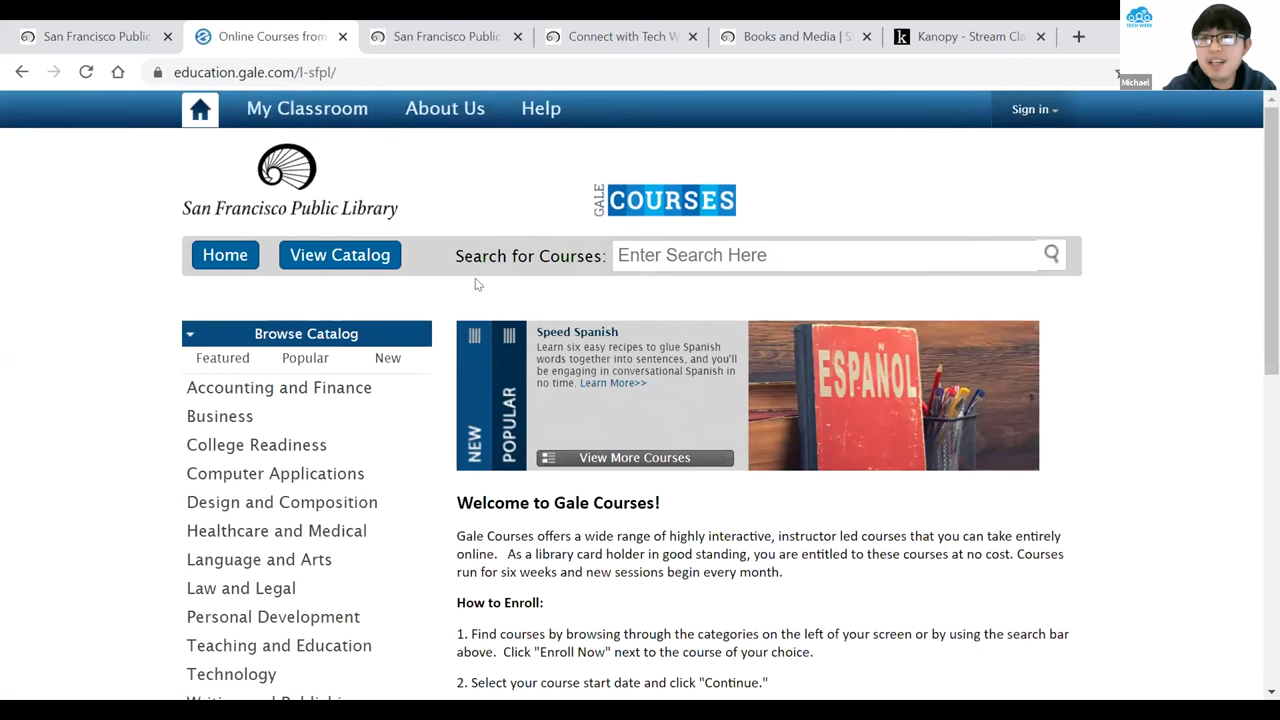 San Francisco Public
Online Courses from
San Francisco Public
Connect with Tech W
Books and Media | S
Kanopy - Stream Cla
TECH WEEK
Michael
education.gale.com/l-sfpl/
My Classroom
About Us
Help
Sign in
San Francisco Public Library
GALE COURSES
Home
View Catalog
Search for Courses:
Enter Search Here
Browse Catalog
Featured
Popular
New
Accounting and Finance
Business
College Readiness
Computer Applications
Design and Composition
Healthcare and Medical
Language and Arts
Law and Legal
Personal Development
Teaching and Education
Technology
NEW
POPULAR
Speed Spanish
Learn six easy recipes to glue Spanish
words together into sentences, and you'll
be engaging in conversational Spanish in
no time. Learn More>>
View More Courses
ESPAÑOL
Welcome to Gale Courses!
Gale Courses offers a wide range of highly interactive, instructor led courses that you can take entirely
online. As a library card holder in good standing, you are entitled to these courses at no cost. Courses
run for six weeks and new sessions begin every month.
How to Enroll:
1. Find courses by browsing through the categories on the left of your screen or by using the search bar
above. Click "Enroll Now" next to the course of your choice.
2. Select your course start date and click "Continue."